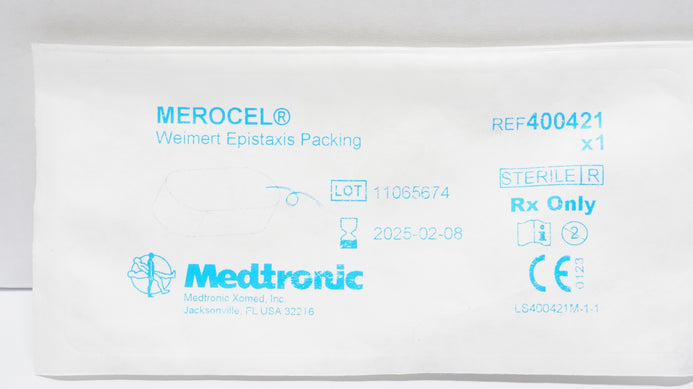 MEROCEL®
Weimert Epistaxis Packing
REF400421
x1
STERILE R
LOT 11065674
Rx Only
2025-02-08
i
2
Medtronic
Medtronic Xomed, Inc.
Jacksonville, FL USA 32216
CE 0123
LS400421M-1-1